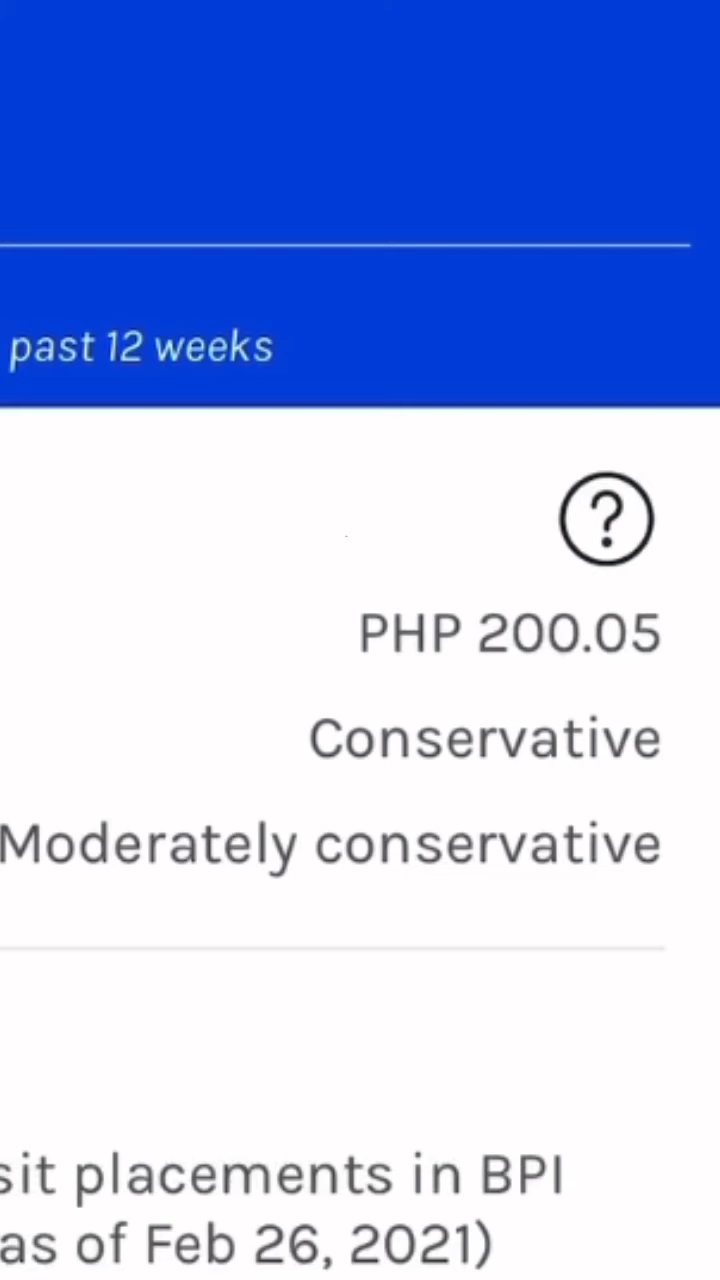 past 12 weeks
?
PHP 200.05
Conservative
Moderately conservative
sit placements in BPI
as of Feb 26, 2021)